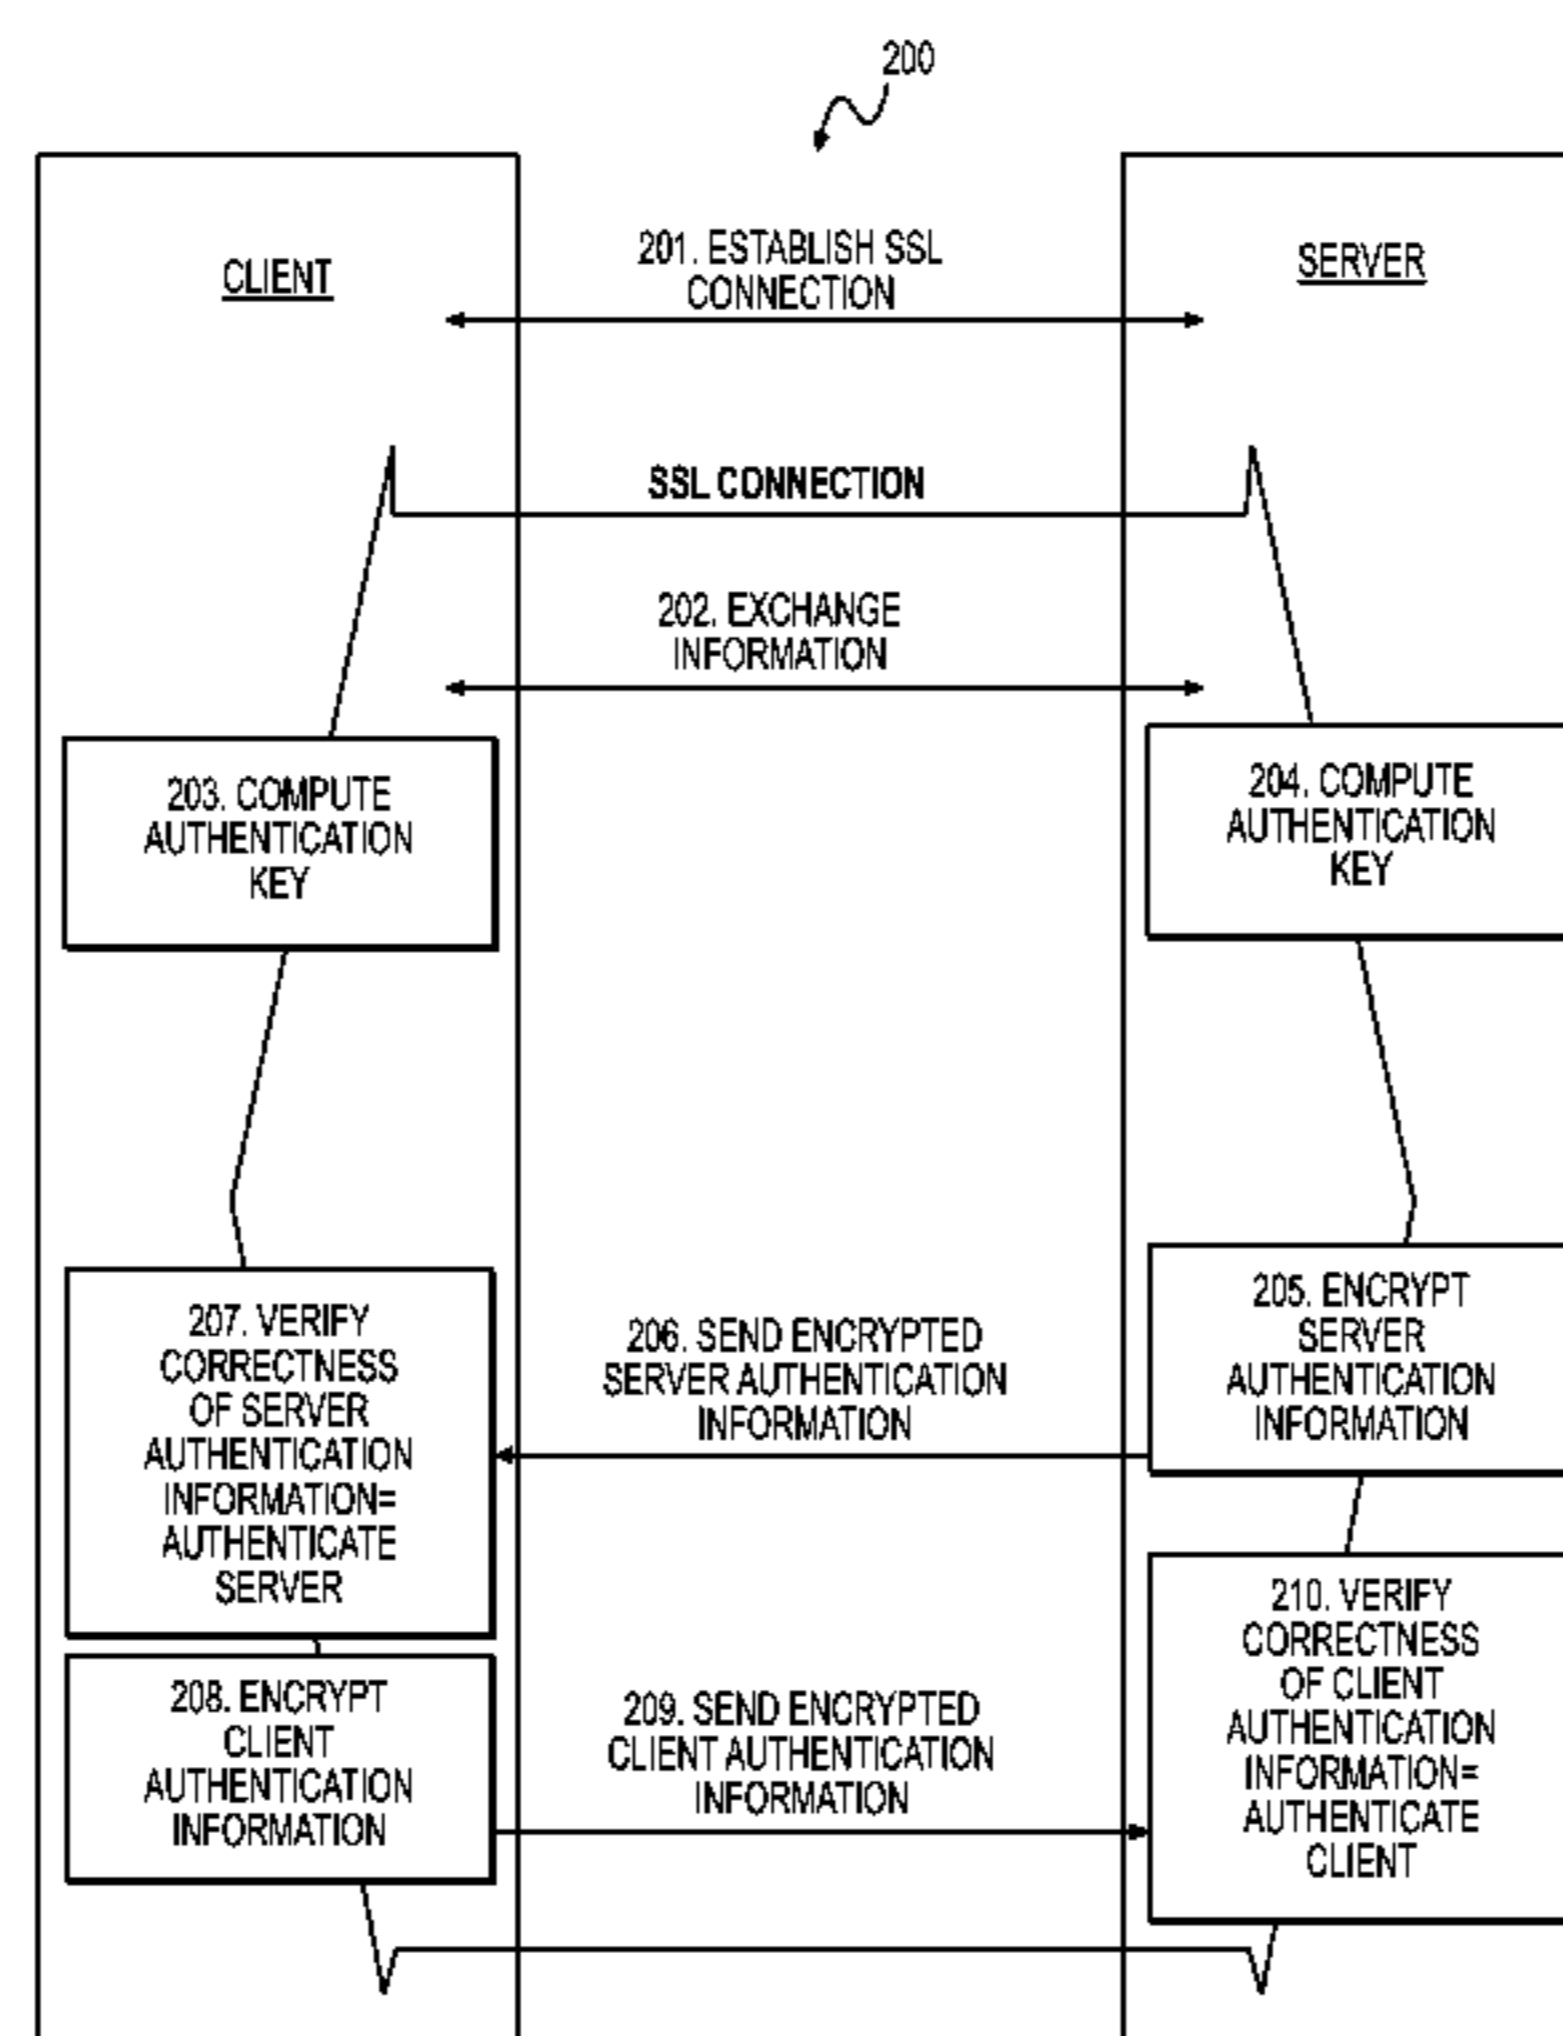 200
CLIENT
201. ESTABLISH SSL
CONNECTION
SERVER
SSL CONNECTION
202. EXCHANGE
INFORMATION
203. COMPUTE
AUTHENTICATION
KEY
204. COMPUTE
AUTHENTICATION
KEY
205. ENCRYPT
SERVER
AUTHENTICATION
INFORMATION
206. SEND ENCRYPTED
SERVER AUTHENTICATION
INFORMATION
207. VERIFY
CORRECTNESS
OF SERVER
AUTHENTICATION
INFORMATION=
AUTHENTICATE
SERVER
208. ENCRYPT
CLIENT
AUTHENTICATION
INFORMATION
209. SEND ENCRYPTED
CLIENT AUTHENTICATION
INFORMATION
210. VERIFY
CORRECTNESS
OF CLIENT
AUTHENTICATION
INFORMATION=
AUTHENTICATE
CLIENT